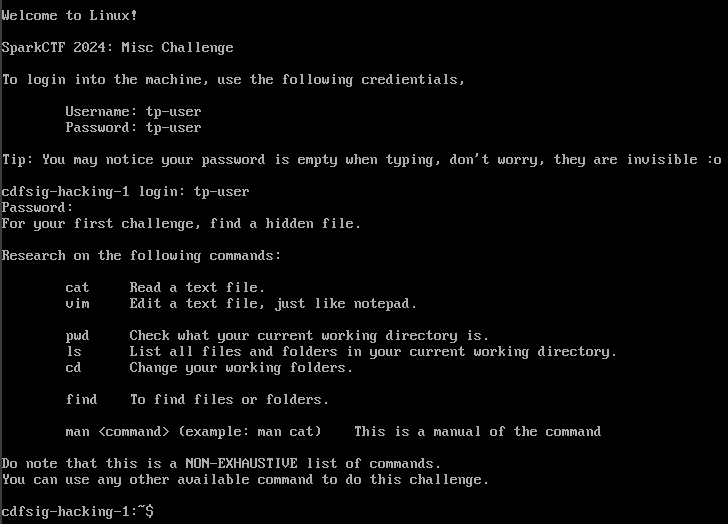 Welcome to Linux!
SparkCTF 2024: Misc Challenge
To login into the machine, use the following credientials,
Username: tp-user
Password: tp-user
Tip: You may notice your password is empty when typing, don't worry, they are invisible :o
cdfsig-hacking-1 login: tp-user
Password:
For your first challenge, find a hidden file.
Research on the following commands:
cat Read a text file.
vim Edit a text file, just like notepad.
pwd Check what your current working directory is.
ls List all files and folders in your current working directory.
cd Change your working folders.
find To find files or folders.
man <command> (example: man cat) This is a manual of the command
Do note that this is a NON-EXHAUSTIVE list of commands.
You can use any other available command to do this challenge.
cdfsig-hacking-1:~$